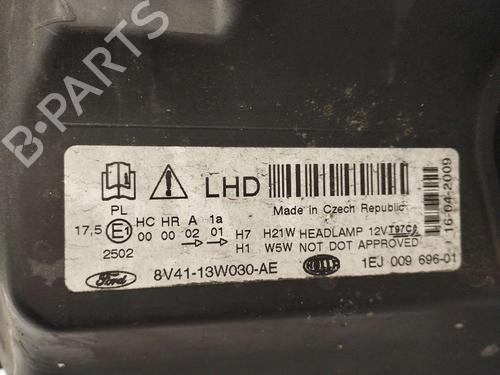 B-PARTS
LHD
Made in Czech Republic
16-04-2009
PL
17,5 E1 HC HR A 1a H7 H21W HEADLAMP 12V T97C8
00 00 02 01 H1 W5W NOT DOT APPROVED
2502
Ford 8V41-13W030-AE HELLA 1EJ 009 696-01